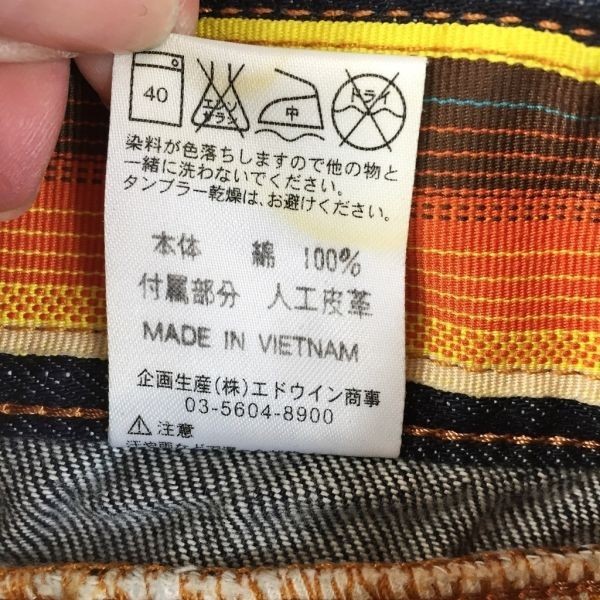 40 エンソ サラシ 中 ドライ
染料が色落ちしますので他の物と
一緒に洗わないでください。
タンブラー乾燥は、お避けください。
本体 綿 100%
付属部分 人工皮革
MADE IN VIETNAM
企画生産(株)エドウイン商事
03-5604-8900
⚠注意